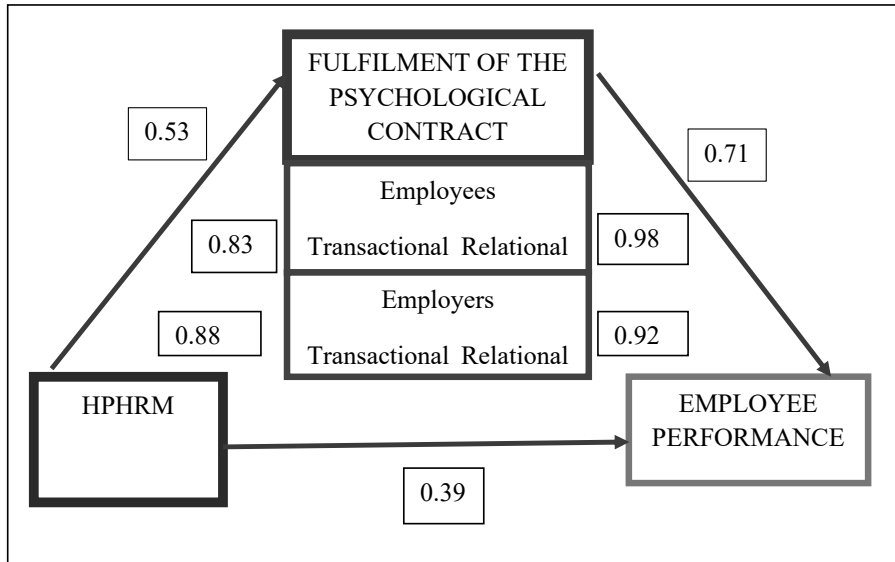 FULFILMENT OF THE
PSYCHOLOGICAL
CONTRACT
0.53
0.71
Employees
0.83
Transactional Relational
0.98
Employers
0.88
Transactional Relational
0.92
HPHRM
EMPLOYEE
PERFORMANCE
0.39